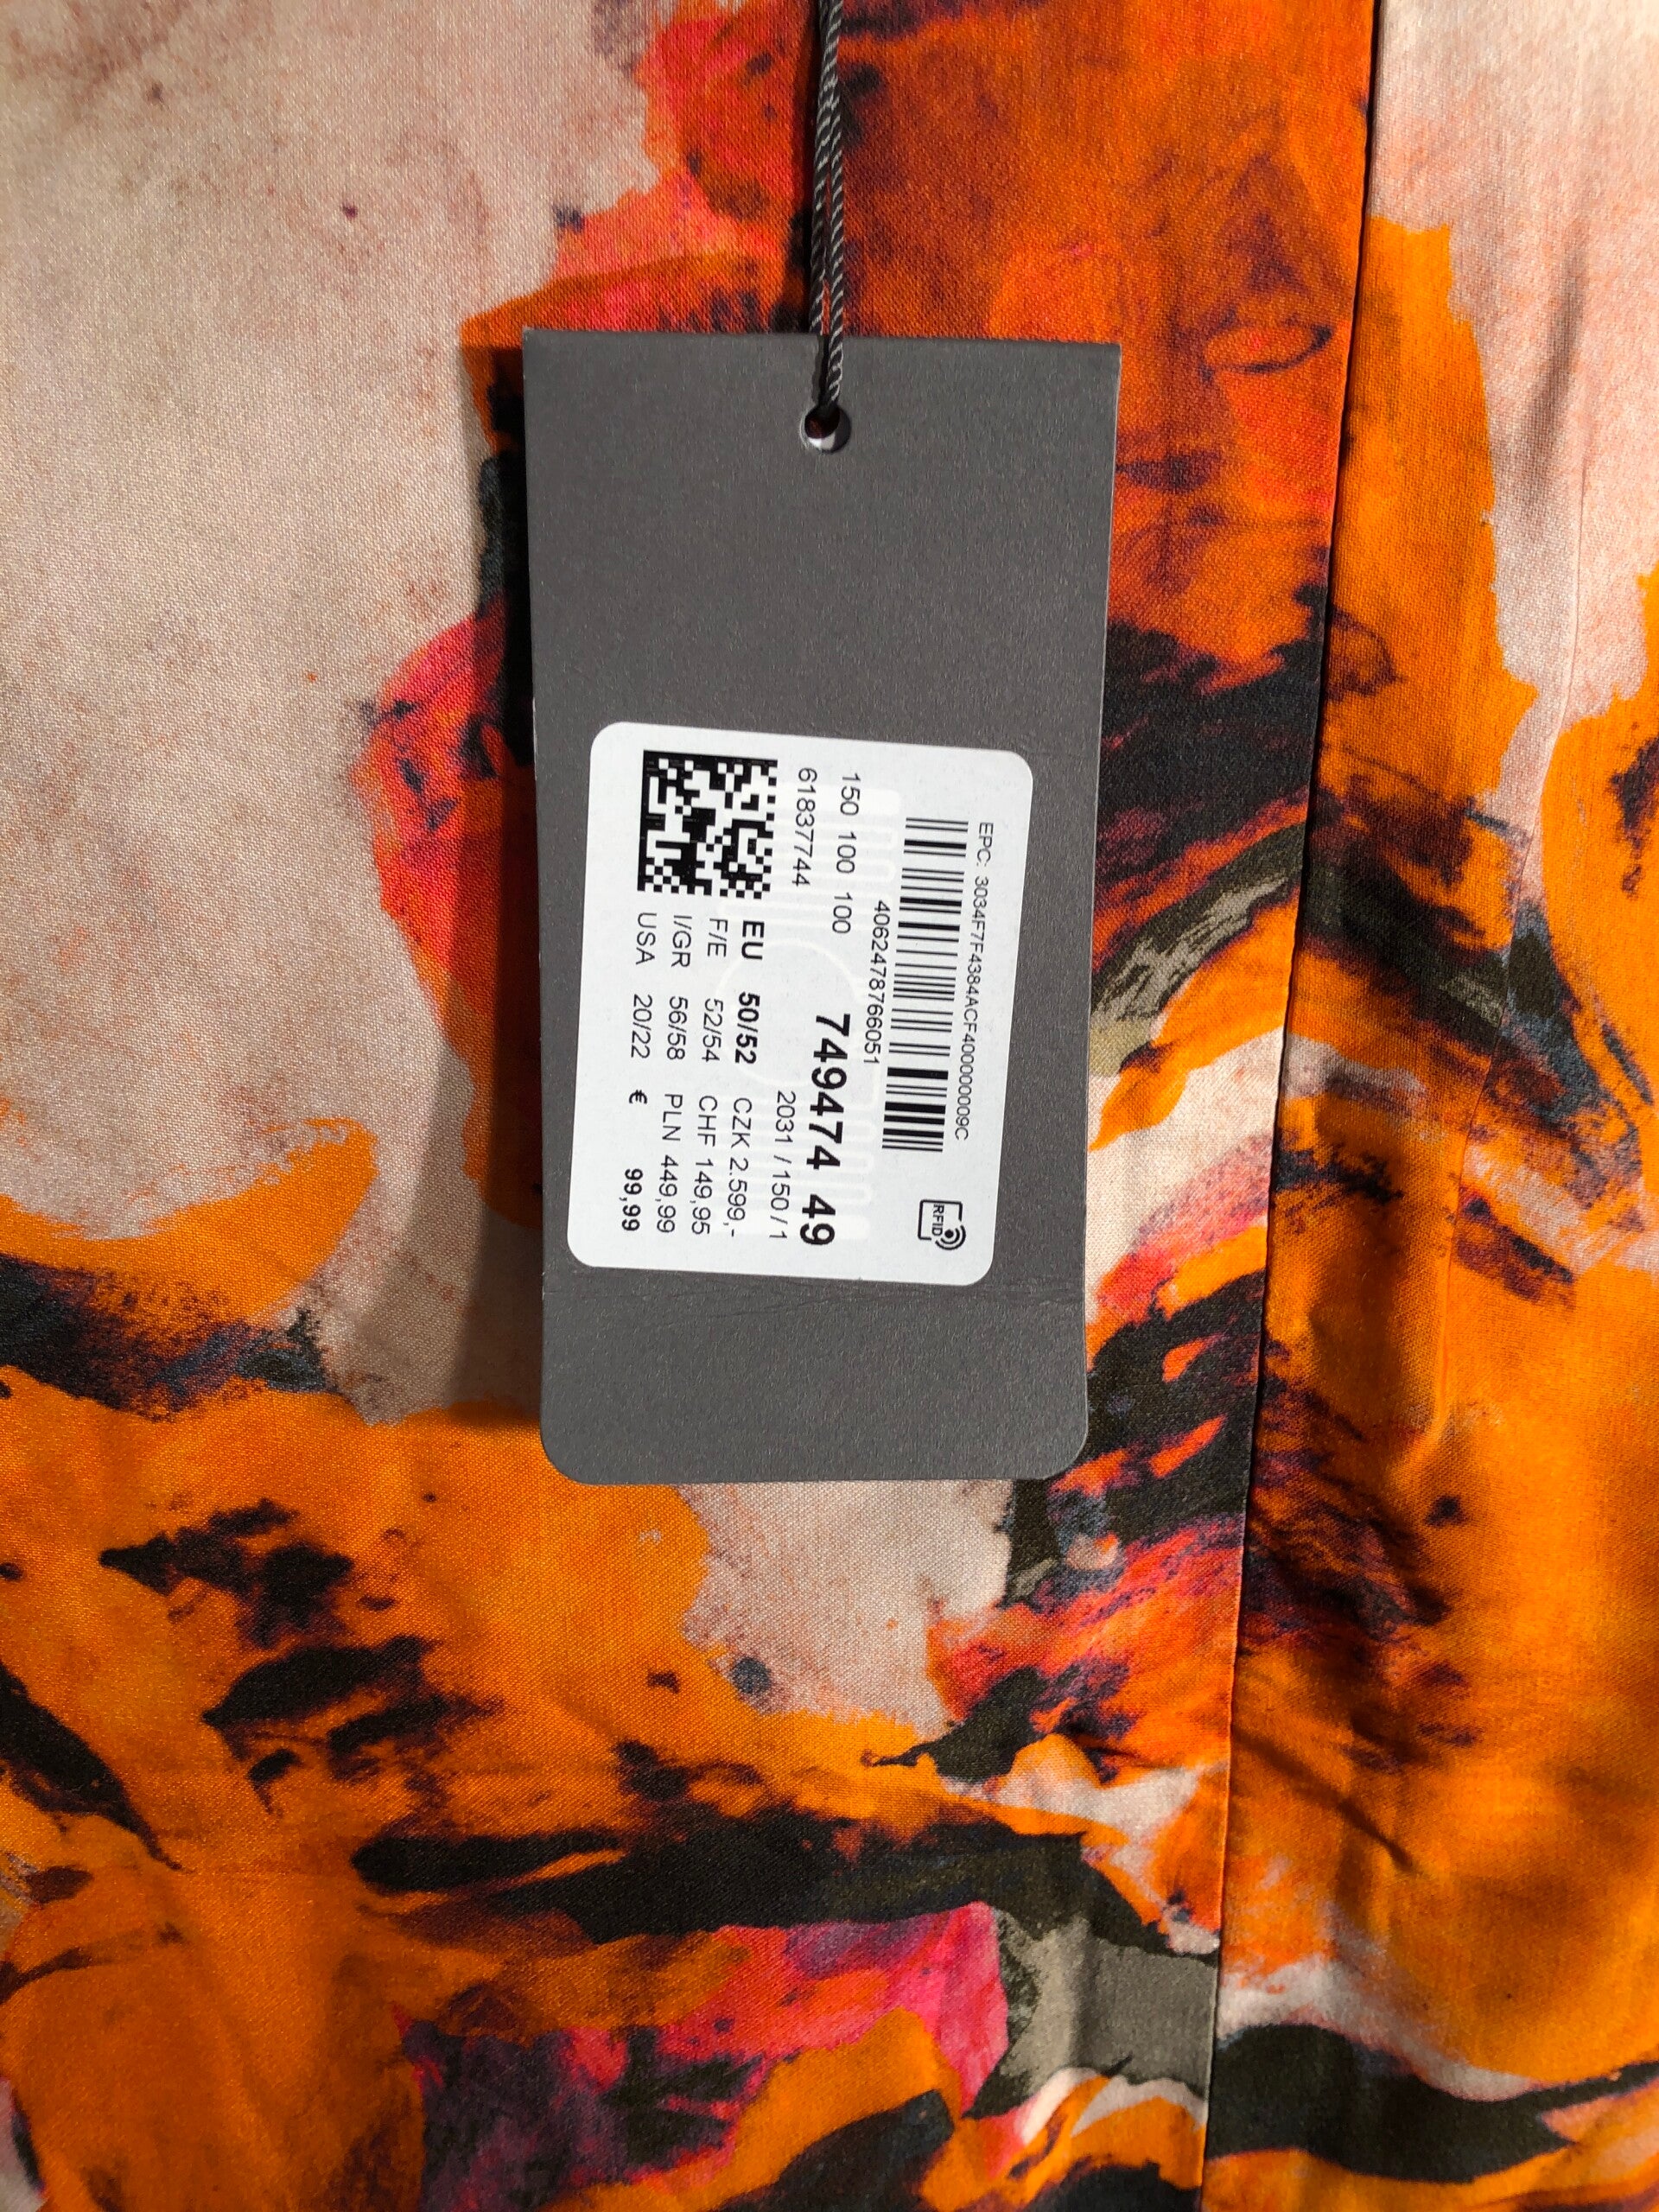 EPC: 3034F7F4384ACF400000009C
RFID
4062478766051
150 100 100
749474 49
61837744
2031 / 150 / 1
EU 50/52 CZK 2.599,-
F/E 52/54 CHF 149,95
I/GR 56/58 PLN 449,99
USA 20/22 € 99,99